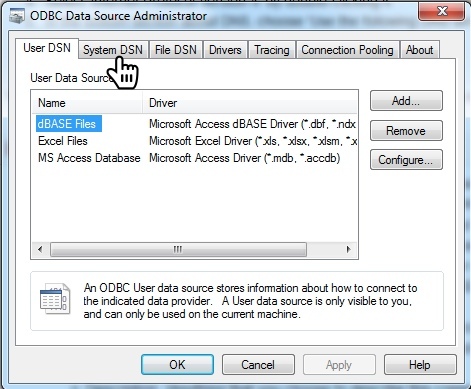 ODBC Data Source Administrator
User DSN System DSN File DSN Drivers Tracing Connection Pooling About
User Data Sources
Name Driver
dBASE Files Microsoft Access dBASE Driver (*.dbf, *.ndx
Excel Files Microsoft Excel Driver (*.xls, *.xlsx, *.xlsm, *.x
MS Access Database Microsoft Access Driver (*.mdb, *.accdb)
Add...
Remove
Configure...
An ODBC User data source stores information about how to connect to
the indicated data provider. A User data source is only visible to you,
and can only be used on the current machine.
OK Cancel Apply Help